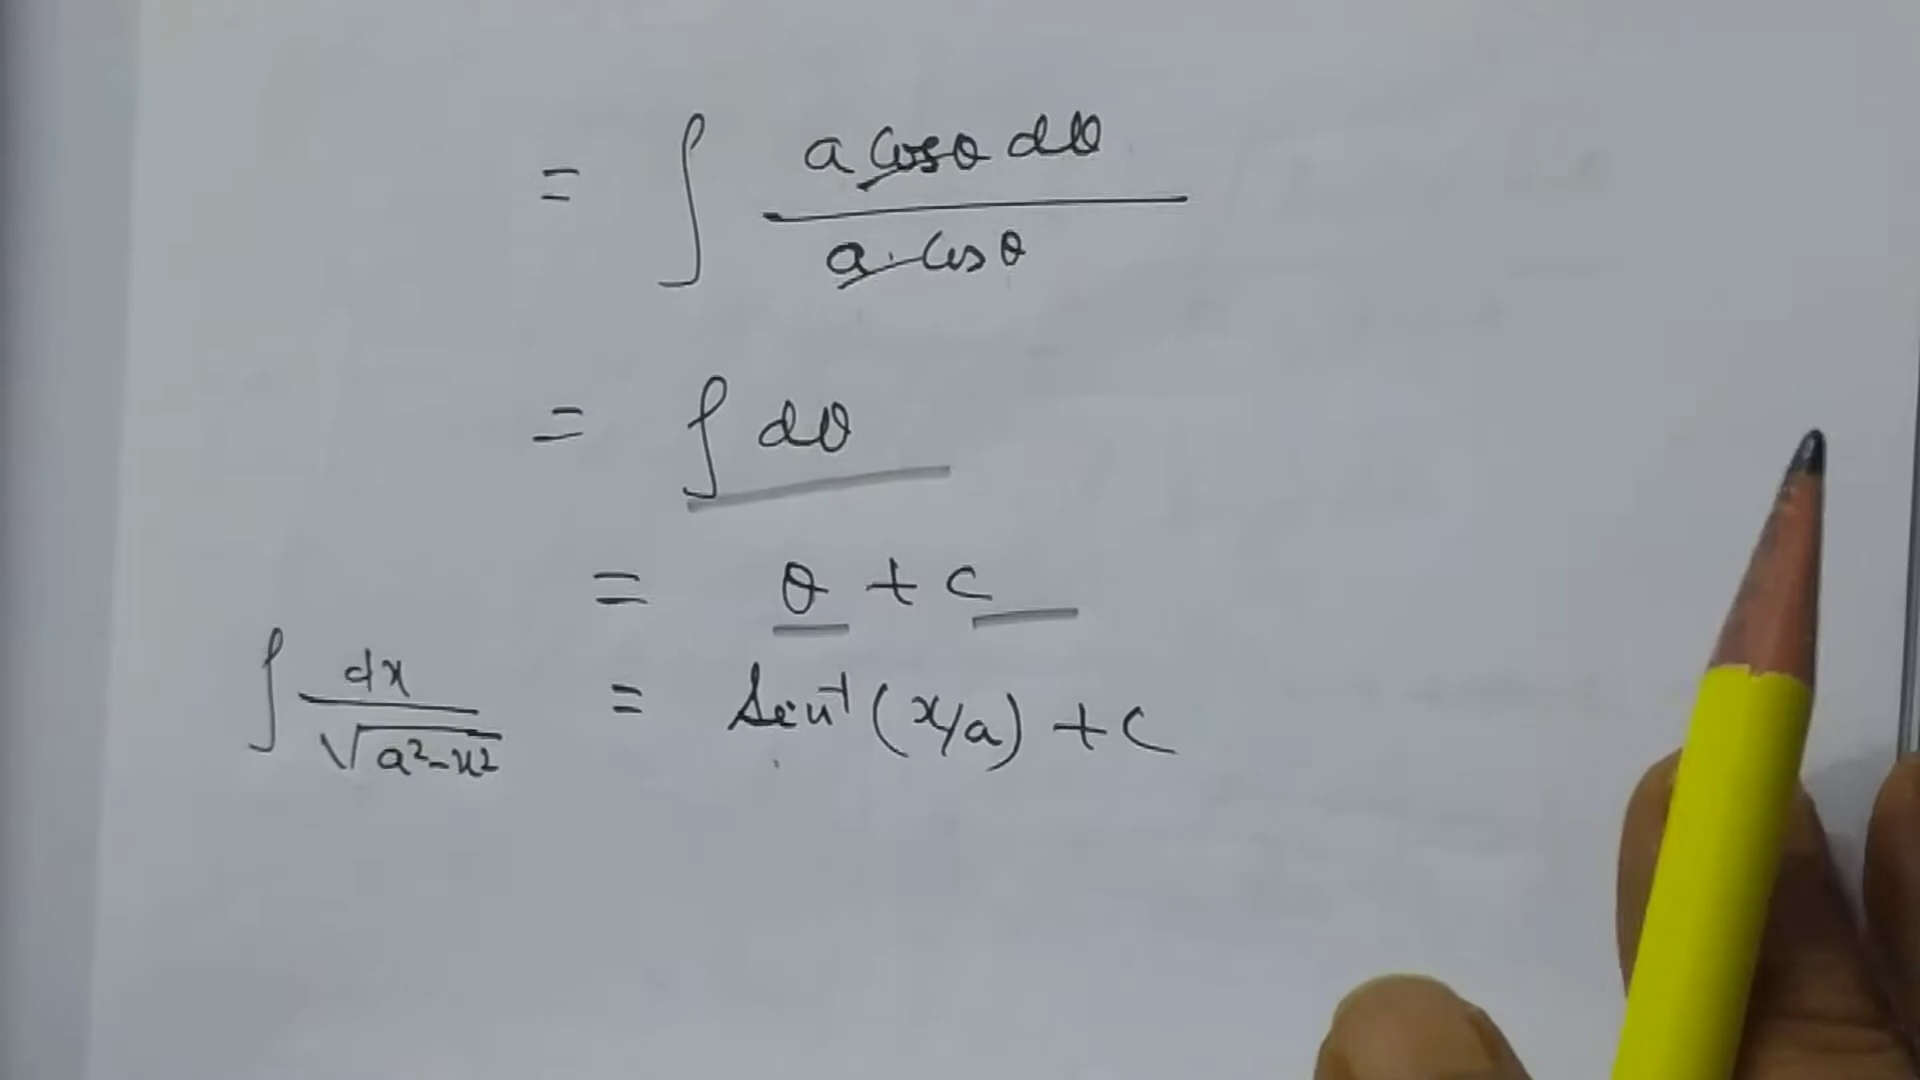 = ∫ a cosθ dθ / a · cosθ
= ∫ dθ
= θ + c
∫ dx / √(a²-x²) = Sin⁻¹ (x/a) + C